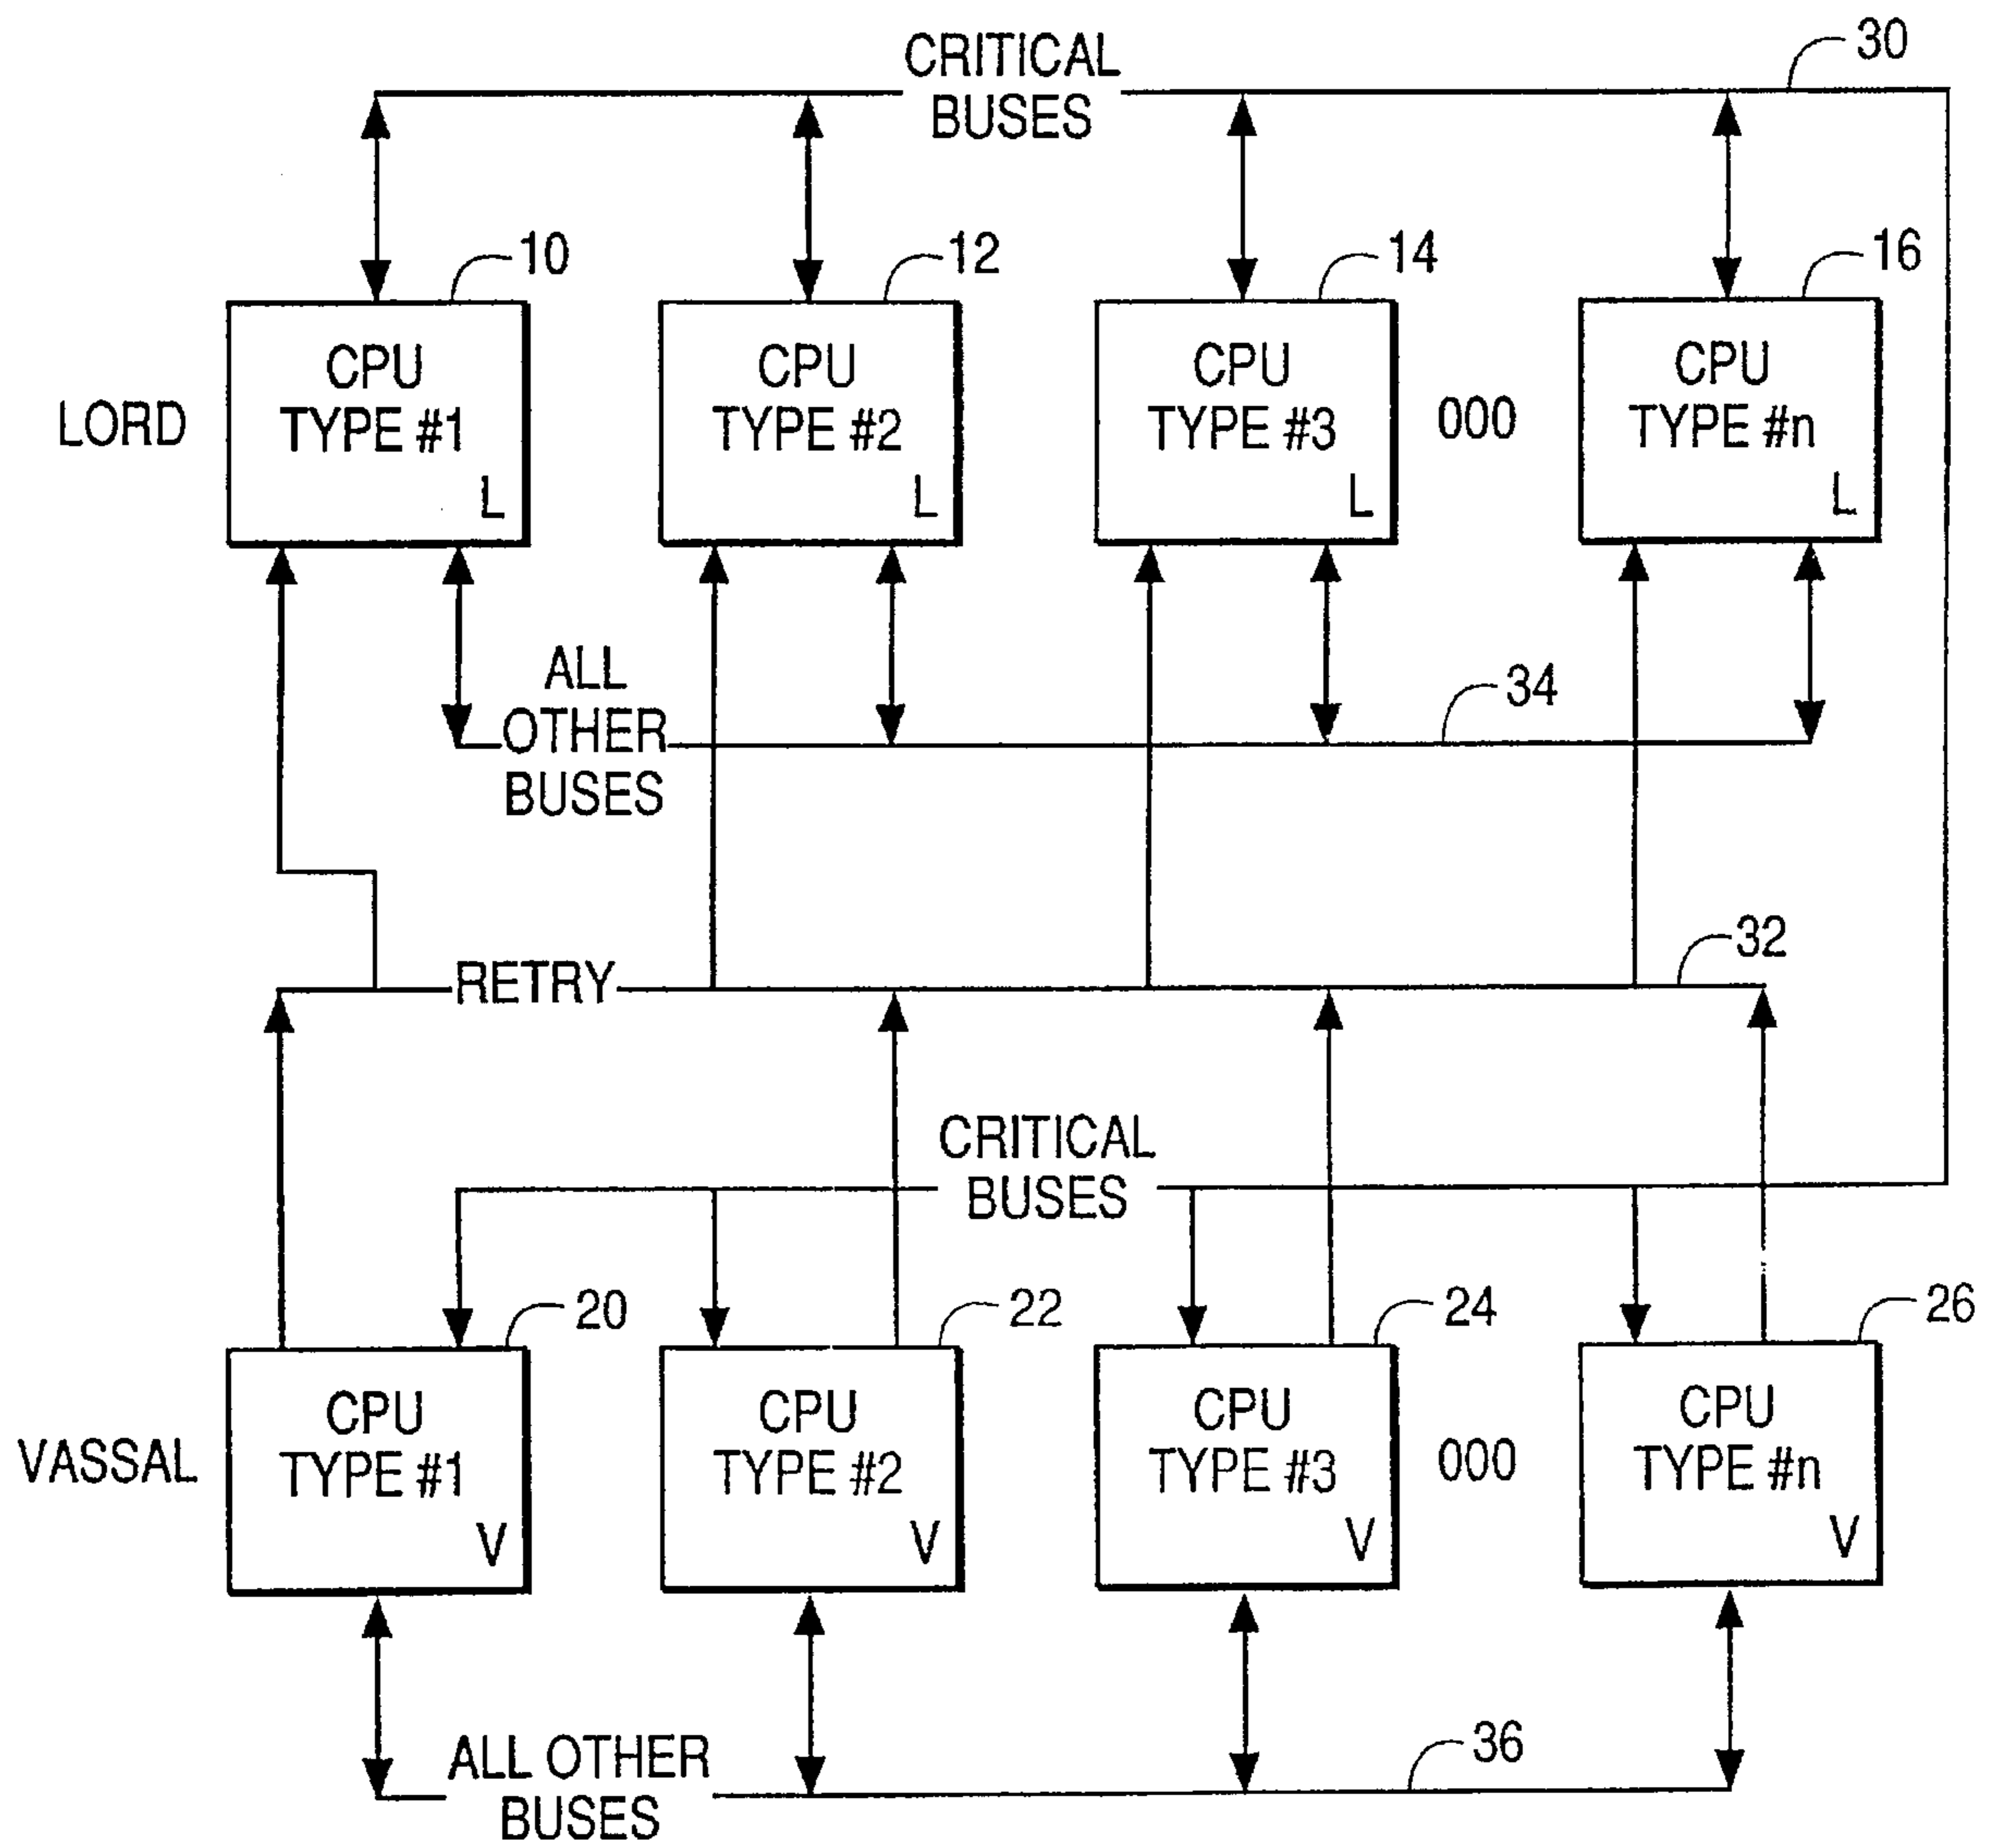 CRITICAL
BUSES
30
10
12
14
16
CPU
TYPE #1
L
CPU
TYPE #2
L
CPU
TYPE #3
L
CPU
TYPE #n
L
LORD
000
ALL
OTHER
BUSES
34
RETRY
32
CRITICAL
BUSES
20
22
24
26
CPU
TYPE #1
V
CPU
TYPE #2
V
CPU
TYPE #3
V
CPU
TYPE #n
V
VASSAL
000
ALL OTHER
BUSES
36